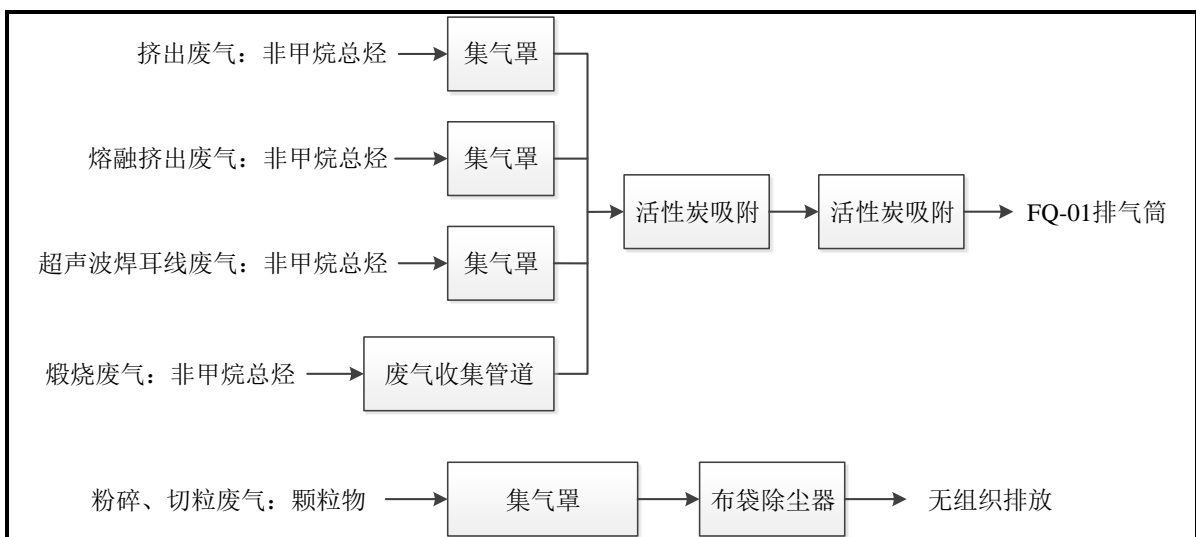 挤出废气：非甲烷总烃 集气罩
熔融挤出废气：非甲烷总烃 集气罩
活性炭吸附 活性炭吸附 FQ-01排气筒
超声波焊耳线废气：非甲烷总烃 集气罩
煅烧废气：非甲烷总烃 废气收集管道
粉碎、切粒废气：颗粒物 集气罩 布袋除尘器 无组织排放